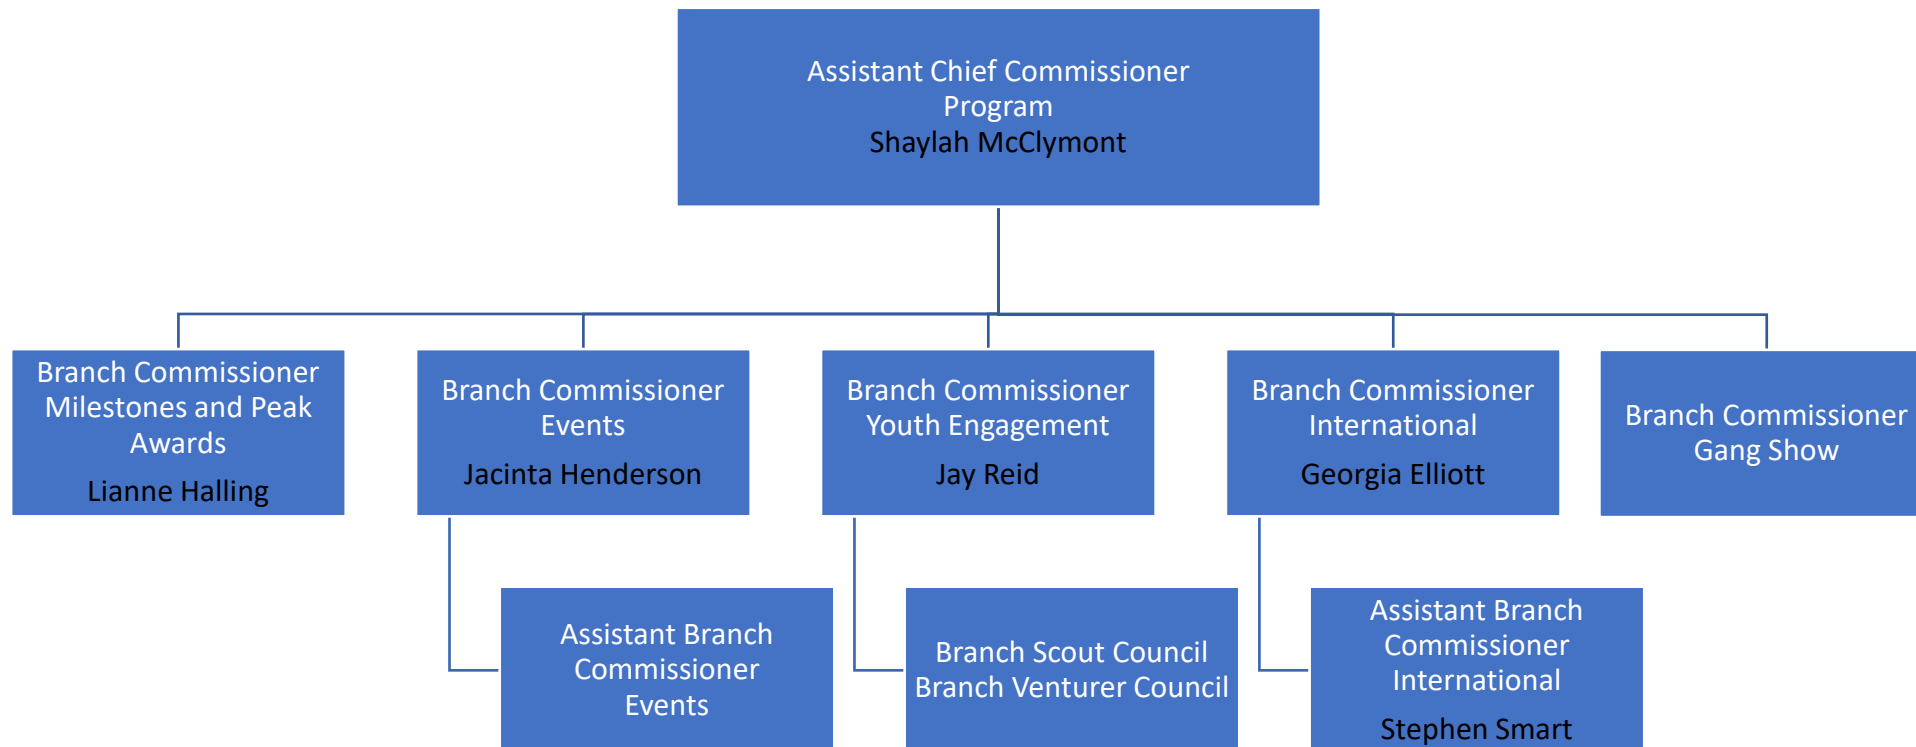 Assistant Chief Commissioner
Program
Shaylah McClymont
Branch Commissioner
Milestones and Peak
Awards
Lianne Halling
Branch Commissioner
Events
Jacinta Henderson
Branch Commissioner
Youth Engagement
Jay Reid
Branch Commissioner
International
Georgia Elliott
Branch Commissioner
Gang Show
Assistant Branch
Commissioner
Events
Branch Scout Council
Branch Venturer Council
Assistant Branch
Commissioner
International
Stephen Smart